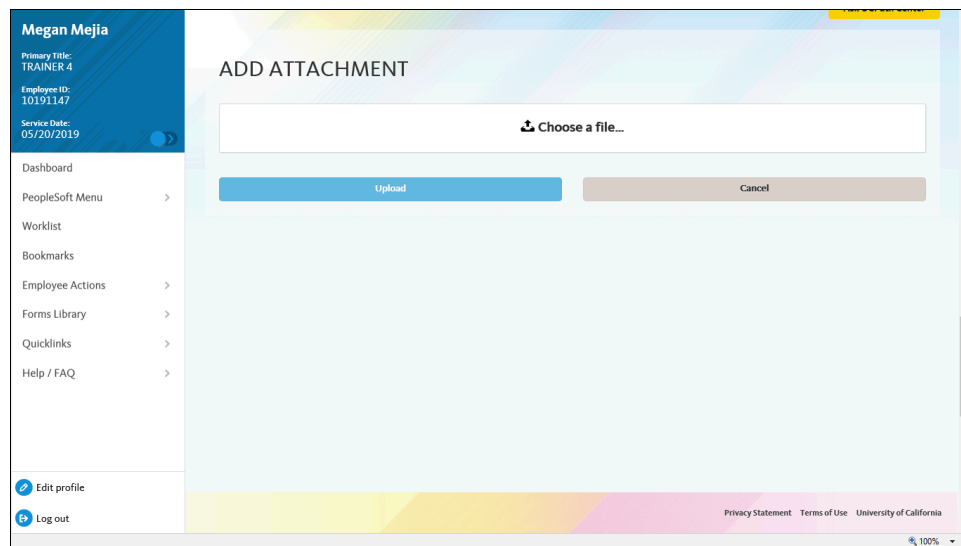 Megan Mejia
Primary Title:
TRAINER 4
Employee ID:
10191147
Service Date:
05/20/2019
Dashboard
PeopleSoft Menu
Worklist
Bookmarks
Employee Actions
Forms Library
Quicklinks
Help / FAQ
Edit profile
Log out
ADD ATTACHMENT
Choose a file...
Upload
Cancel
Privacy Statement Terms of Use University of California
100%